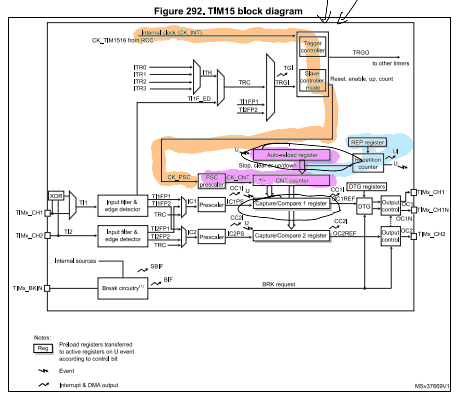 Figure 292. TIM15 block diagram
Internal clock (CK_INT)
CK_TIM1516 from RCC
Trigger
controller
TRGO
to other timers
ITR0
ITR1
ITR2
ITR3
ITR
TGI
TRC
TRGI
Slave
controller
mode
Reset, enable, up, count
TI1F_ED
TI1FP1
TI2FP2
REP register
U
Auto-reload register
UI
Repetition
counter
U
Stop, clear or up/down
CK_PSC
PSC
prescaler
CK_CNT
+/-
CNT counter
DTG registers
XOR
TI1
TIMx_CH1
Input filter &
edge detector
TI1FP1
TI1FP2
TRC
IC1
Prescaler
IC1PS
CC1I
U
Capture/Compare 1 register
CC1I
OC1REF
DTG
Output
control
OC1
OC1N
TIMx_CH1
TIMx_CH1N
TIMx_CH2
TI2
Input filter &
edge detector
TI2FP1
TI2FP2
TRC
IC2
Prescaler
IC2PS
CC2I
U
Capture/Compare 2 register
CC2I
OC2REF
Output
control
OC2
TIMx_CH2
Internal sources
SBIF
BIF
TIMx_BKIN
Break circuitry(1)
BRK request
Notes:
Reg
Preload registers transferred
to active registers on U event
according to control bit
Event
Interrupt & DMA output
MSv37669V1